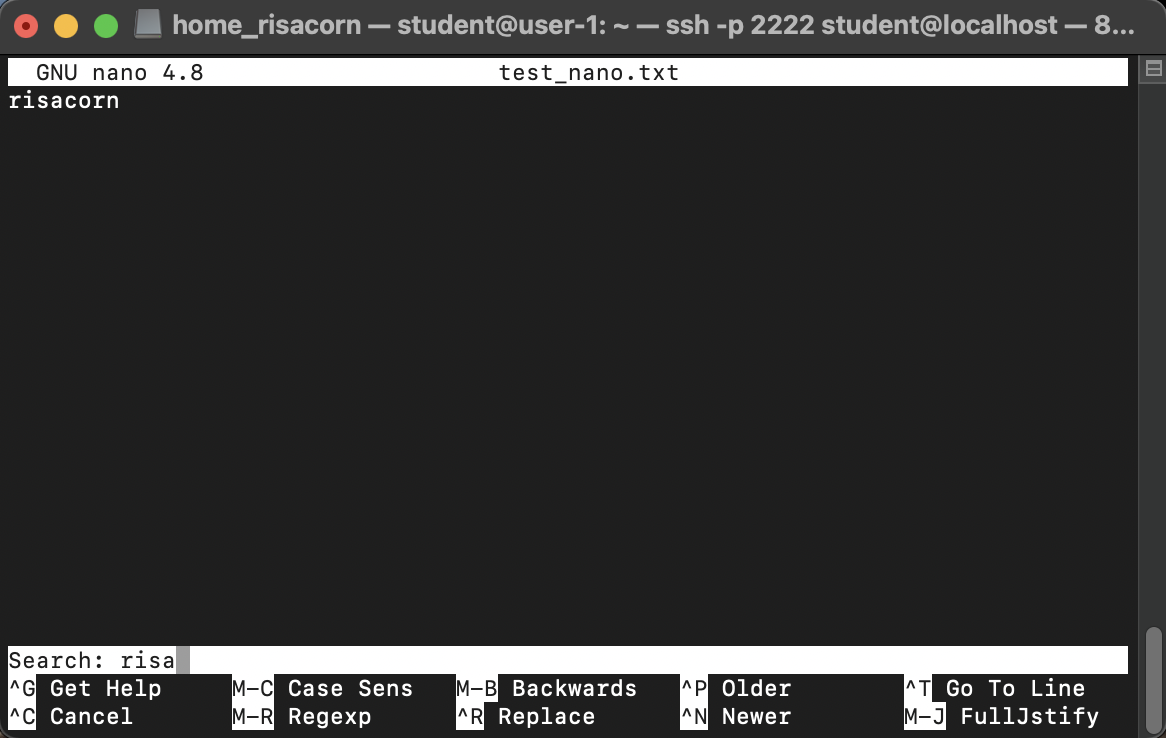 home_risacorn — student@user-1: ~ — ssh -p 2222 student@localhost — 8...
GNU nano 4.8 test_nano.txt
risacorn
Search: risa
^G Get Help M-C Case Sens M-B Backwards ^P Older ^T Go To Line
^C Cancel M-R Regexp ^R Replace ^N Newer M-J FullJstify